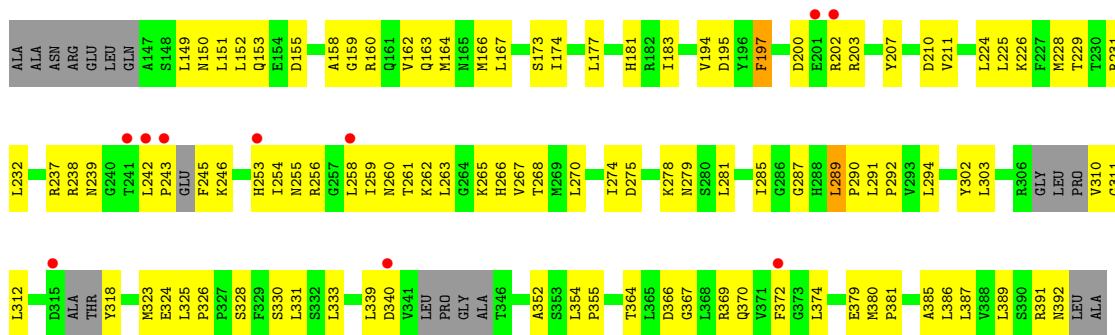 ALA ALA ASN ARG GLU LEU GLN A147 S148 L149 N150 L151 L152 Q153 E154 D155 A158 G159 R160 Q161 V162 Q163 M164 N165 M166 L167 S173 I174 L177 H181 R182 I183 V194 D195 Y196 F197 D200 E201 R202 R203 Y207 D210 V211 L224 L225 K226 F227 M228 T229 T230 R231
L232 R237 R238 N239 G240 T241 L242 P243 GLU F245 K246 H253 I254 N255 R256 G257 L258 I259 N260 T261 K262 L263 G264 K265 H266 V267 T268 M269 L270 I274 D275 K278 N279 S280 L281 I285 G286 G287 H288 L289 P290 L291 P292 V293 L294 Y302 L303 R306 GLY LEU PRO V310 G311
L312 D315 ALA THR Y318 M323 E324 L325 P326 P327 S328 F329 S330 L331 S332 L333 L339 D340 V341 LEU PRO GLY ALA T346 A352 S353 L354 P355 T364 L365 D366 G367 L368 R369 Q370 V371 F372 G373 L374 E379 M380 P381 A385 L386 L387 V388 L389 S390 R391 N392 LEU ALA